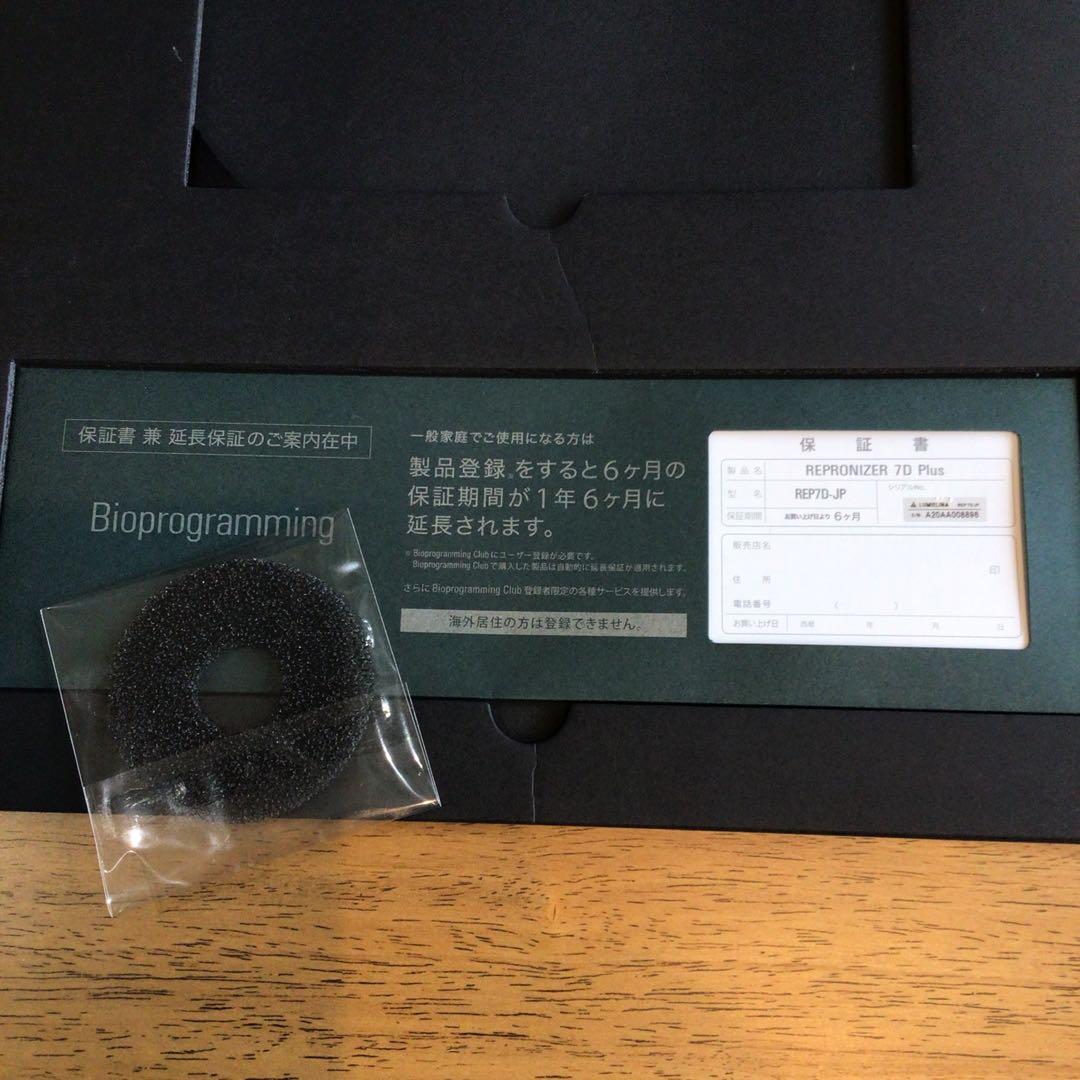 保証書 兼 延長保証のご案内在中
Bioprogramming
一般家庭でご使用になる方は
製品登録※をすると6ヶ月の
保証期間が1年6ヶ月に
延長されます。
※ Bioprogramming Clubにユーザー登録が必要です。
Bioprogramming Clubで購入した製品は自動的に延長保証が適用されます。
さらにBioprogramming Club 登録者限定の各種サービスを提供します。
海外居住の方は登録できません。
保 証 書
製品名 REPRONIZER 7D Plus
型 名 REP7D-JP
シリアルNo.
LUMIELINA REP7D-JP
S/N: A20AA008896
保証期間 お買い上げ日より 6ヶ月
販売店名
印
住 所
電話番号 ( )
お買い上げ日 西暦 年 月 日